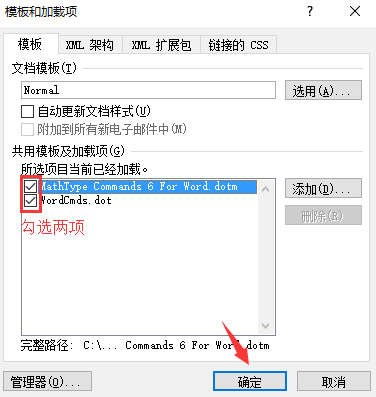 模板和加载项
模板 XML 架构 XML 扩展包 链接的 CSS
文档模板(T)
Normal 选用(A)...
自动更新文档样式(U)
附加到所有新电子邮件中(M)
共用模板及加载项(G)
所选项目当前已经加载。
MathType Commands 6 For Word.dotm 添加(D)...
WordCmds.dot 删除(R)
勾选两项
完整路径: C:\... Commands 6 For Word.dotm
管理器(O)... 确定 取消